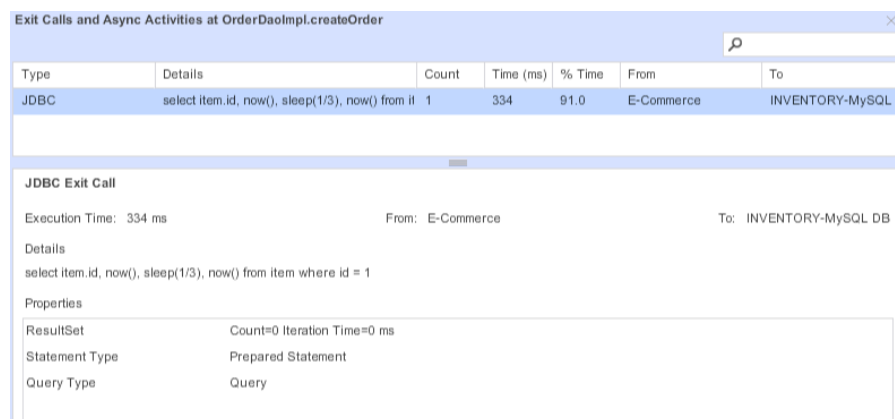 Exit Calls and Async Activities at OrderDaoImpl.createOrder
Type Details Count Time (ms) % Time From To
JDBC select item.id, now(), sleep(1/3), now() from it 1 334 91.0 E-Commerce INVENTORY-MySQL
JDBC Exit Call
Execution Time: 334 ms From: E-Commerce To: INVENTORY-MySQL DB
Details
select item.id, now(), sleep(1/3), now() from item where id = 1
Properties
ResultSet Count=0 Iteration Time=0 ms
Statement Type Prepared Statement
Query Type Query